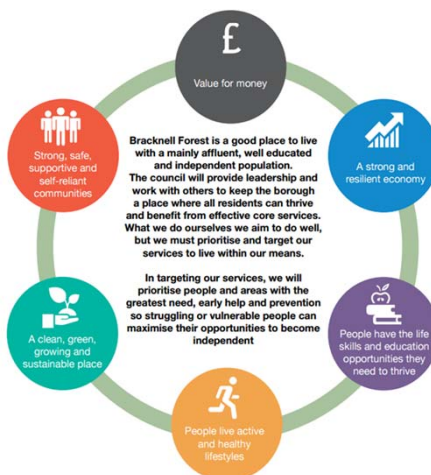 £
Value for money
Strong, safe,
supportive and
self-reliant
communities
Bracknell Forest is a good place to live
with a mainly affluent, well educated
and independent population.
The council will provide leadership and
work with others to keep the borough
a place where all residents can thrive
and benefit from effective core services.
What we do ourselves we aim to do well,
but we must prioritise and target our
services to live within our means.
In targeting our services, we will
prioritise people and areas with the
greatest need, early help and prevention
so struggling or vulnerable people can
maximise their opportunities to become
independent
A strong and
resilient economy
A clean, green,
growing and
sustainable place
People have the life
skills and education
opportunities they
need to thrive
People live active
and healthy
lifestyles